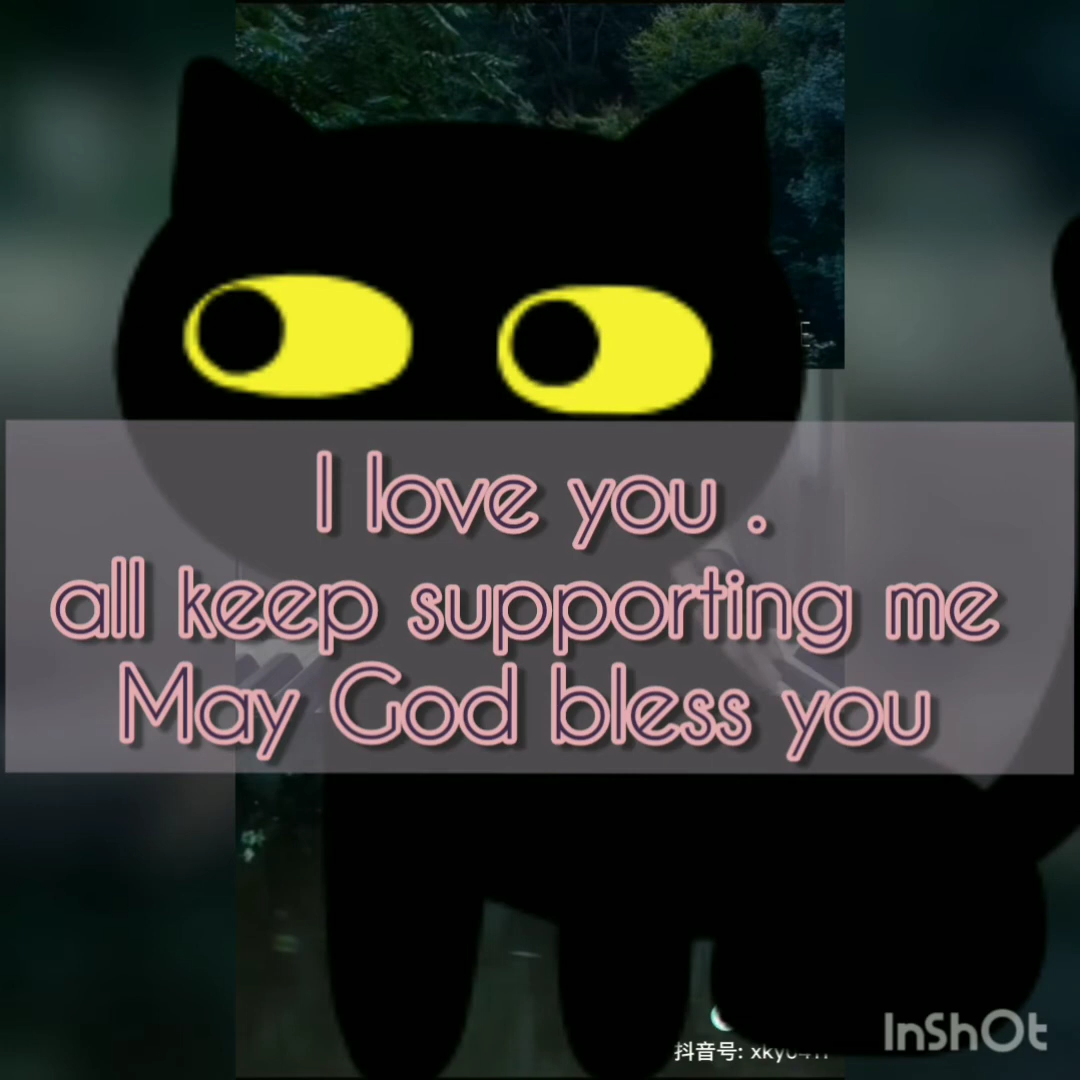 I love you .
all keep supporting me
May God bless you
抖音号:
InShOt